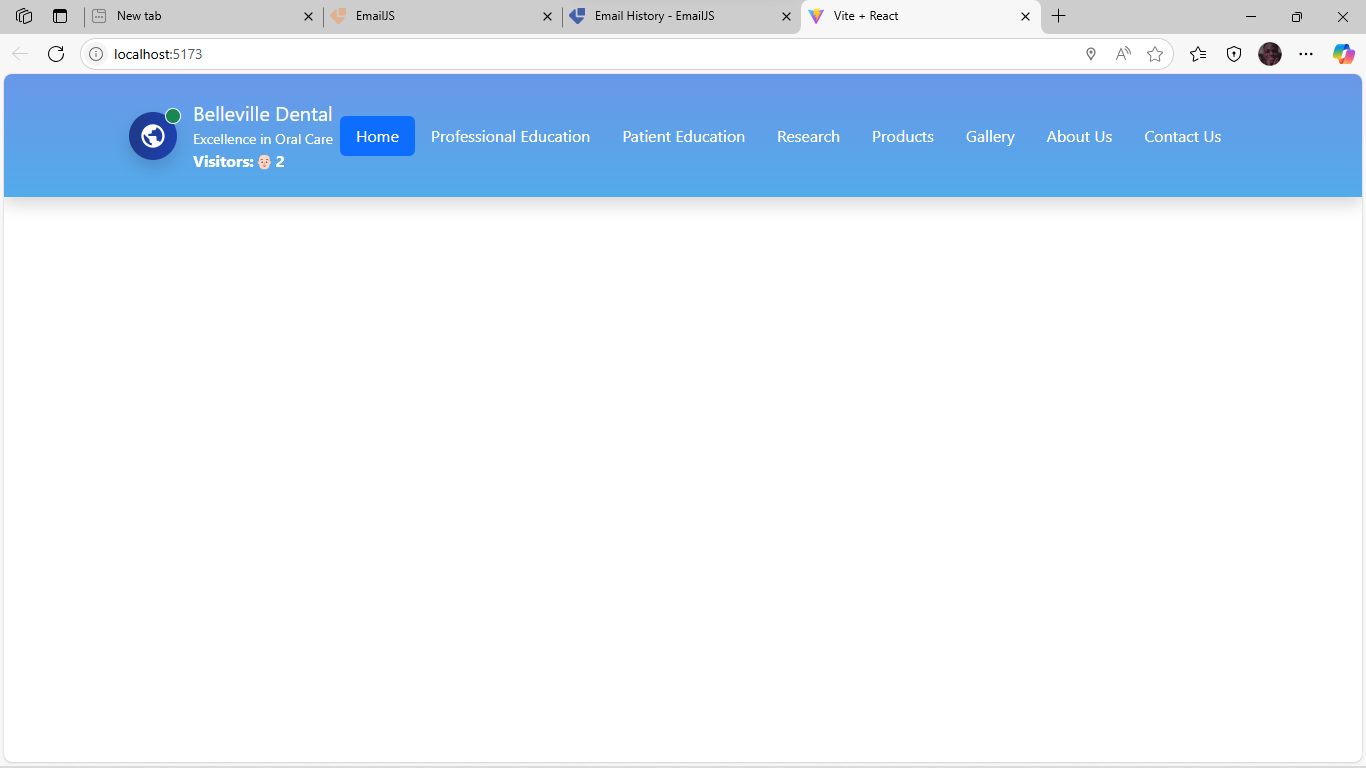 New tab
EmailJS
Email History - EmailJS
Vite + React
localhost:5173
Belleville Dental
Excellence in Oral Care
Visitors: 👨🏻‍🦲 2
Home
Professional Education
Patient Education
Research
Products
Gallery
About Us
Contact Us